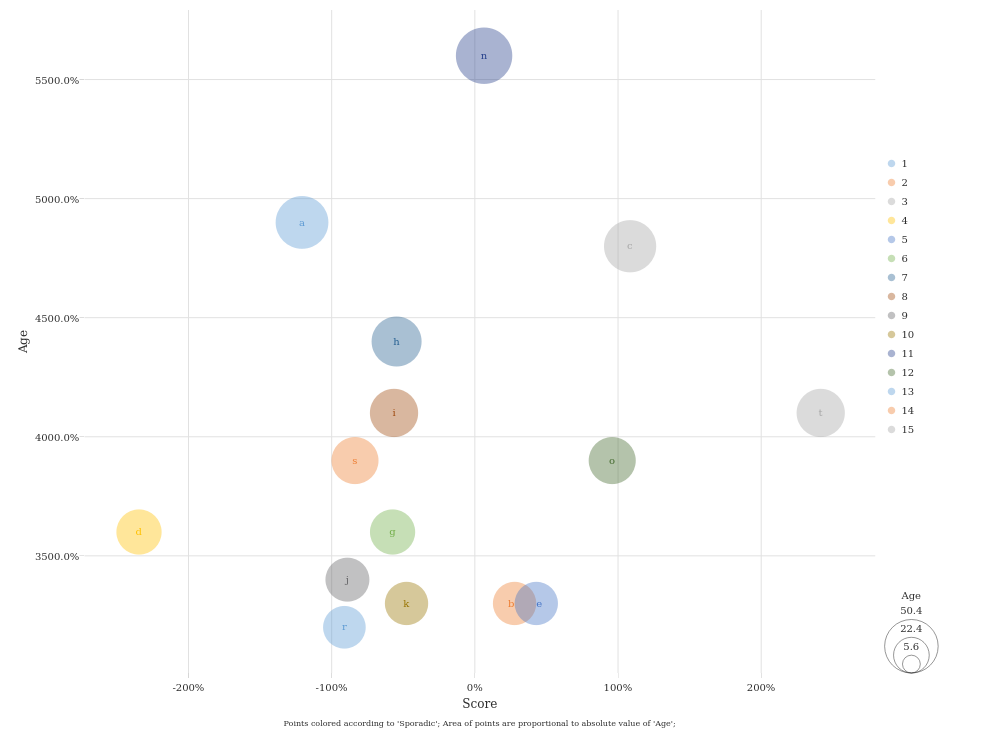 n
5500.0%
5000.0%
a
c
4500.0%
h
Age
i
t
4000.0%
s
o
d
g
3500.0%
j
k
b
e
r
-200%
-100%
0%
100%
200%
Score
Points colored according to 'Sporadic'; Area of points are proportional to absolute value of 'Age';
1
2
3
4
5
6
7
8
9
10
11
12
13
14
15
Age
50.4
22.4
5.6